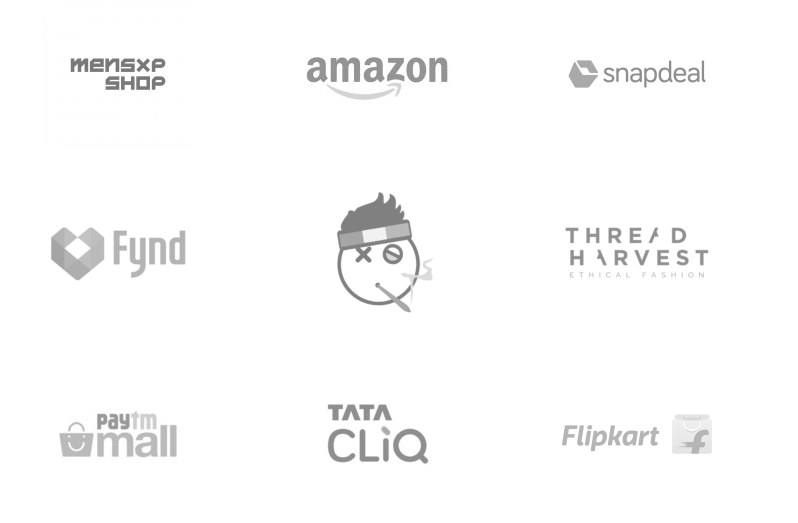 mensxp
SHOP
amazon
snapdeal
Fynd
THREAD
HARVEST
ETHICAL FASHION
paytm
mall
TATA
CLiQ
Flipkart
f